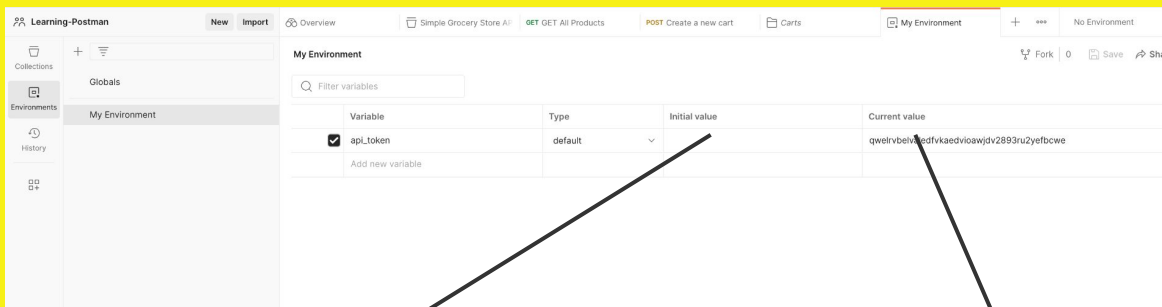 Learning-Postman New Import
Overview Simple Grocery Store AP GET GET All Products POST Create a new cart Carts My Environment No Environment
Collections
Environments
History
Globals
My Environment
My Environment
Fork 0 Save Sha
Filter variables
Variable Type Initial value Current value
api_token default
Add new variable